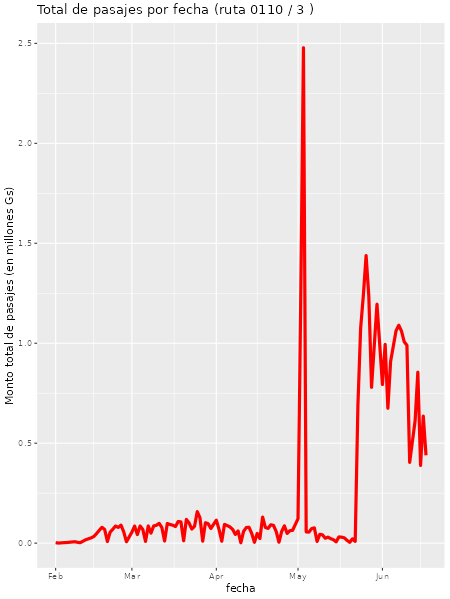 Total de pasajes por fecha (ruta 0110 / 3 )
Monto total de pasajes (en millones Gs)
2.5
2.0
1.5
1.0
0.5
0.0
Feb Mar Apr May Jun
fecha